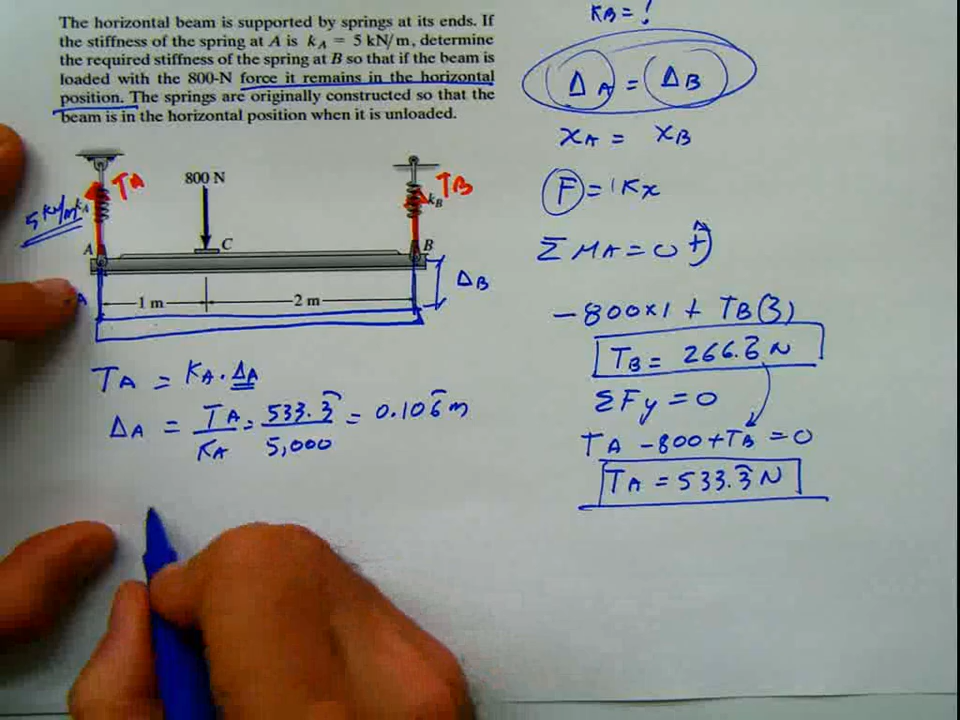 The horizontal beam is supported by springs at its ends. If
the stiffness of the spring at A is kA = 5 kN/m, determine
the required stiffness of the spring at B so that if the beam is
loaded with the 800-N force it remains in the horizontal
position. The springs are originally constructed so that the
beam is in the horizontal position when it is unloaded.
KB = ?
ΔA = ΔB
xA = xB
F = Kx
ΣMA = 0 +
-800x1 + TB(3)
TB = 266.6̄ N
ΣFy = 0
TA - 800 + TB = 0
TA = 533.3̄ N
TA
800 N
TB
5 KN/m
kA
kB
A
C
B
ΔB
A
1 m
2 m
TA = KA . ΔA
ΔA = TA/KA = 533.3̄/5,000 = 0.106̄ m